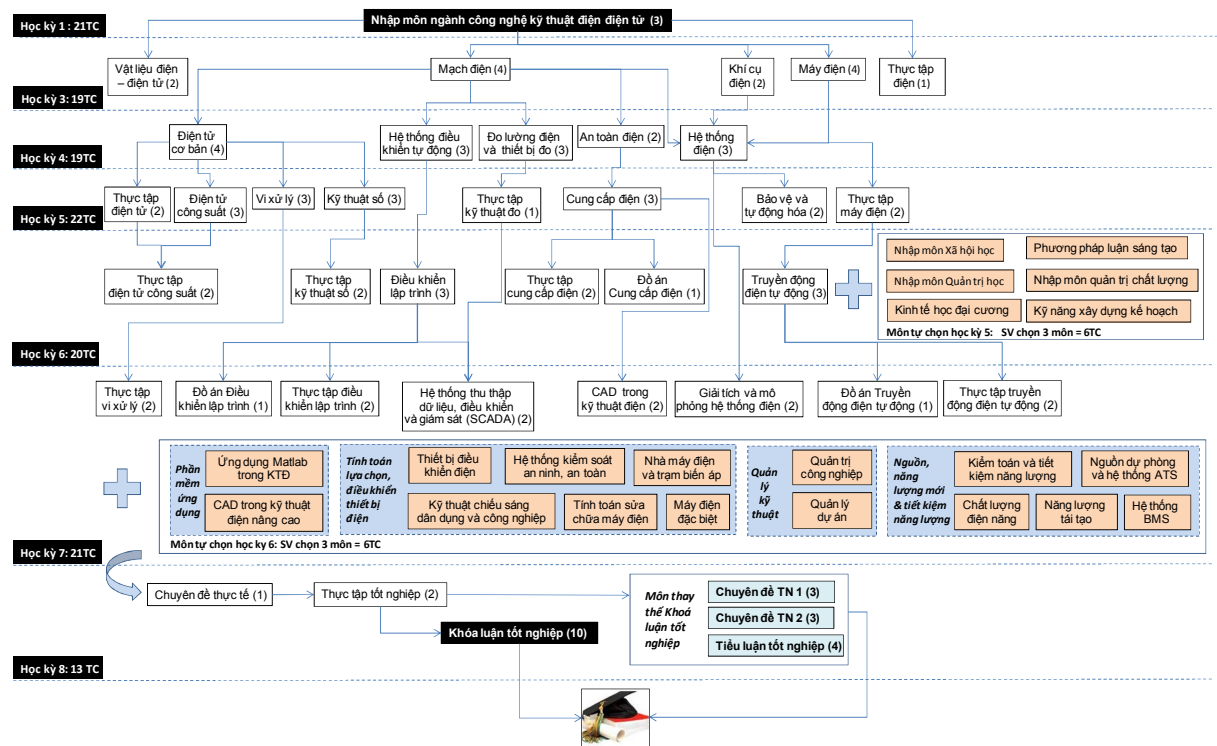 Học kỳ 1 : 21TC
Nhập môn ngành công nghệ kỹ thuật điện điện tử (3)
Vật liệu điện
– điện tử (2)
Mạch điện (4)
Khí cụ
điện (2)
Máy điện (4)
Thực tập
điện (1)
Học kỳ 3: 19TC
Điện tử
cơ bản (4)
Hệ thống điều
khiển tự động (3)
Đo lường điện
và thiết bị đo (3)
An toàn điện (2)
Hệ thống
điện (3)
Học kỳ 4: 19TC
Thực tập
điện tử (2)
Điện tử
công suất (3)
Vi xử lý (3)
Kỹ thuật số (3)
Thực tập
kỹ thuật đo (1)
Cung cấp điện (3)
Bảo vệ và
tự động hóa (2)
Thực tập
máy điện (2)
Học kỳ 5: 22TC
Thực tập
điện tử công suất (2)
Thực tập
kỹ thuật số (2)
Điều khiển
lập trình (3)
Thực tập
cung cấp điện (2)
Đồ án
Cung cấp điện (1)
Truyền động
điện tự động (3)
Nhập môn Xã hội học
Phương pháp luận sáng tạo
Nhập môn Quản trị học
Nhập môn quản trị chất lượng
Kinh tế học đại cương
Kỹ năng xây dựng kế hoạch
Môn tự chọn học kỳ 5: SV chọn 3 môn = 6TC
Học kỳ 6: 20TC
Thực tập
vi xử lý (2)
Đồ án Điều
khiển lập trình (1)
Thực tập điều
khiển lập trình (2)
Hệ thống thu thập
dữ liệu, điều khiển
và giám sát (SCADA) (2)
CAD trong
kỹ thuật điện (2)
Giải tích và mô
phỏng hệ thống điện (2)
Đồ án Truyền
động điện tự động (1)
Thực tập truyền
động điện tự động (2)
Phần
mềm
ứng
dụng
Ứng dụng Matlab
trong KTĐ
CAD trong kỹ thuật
điện nâng cao
Tính toán
lựa chọn,
điều khiển
thiết bị
điện
Thiết bị điều
khiển điện
Hệ thống kiểm soát
an ninh, an toàn
Nhà máy điện
và trạm biến áp
Kỹ thuật chiếu sáng
dân dụng và công nghiệp
Tính toán sửa
chữa máy điện
Máy điện
đặc biệt
Quản
lý kỹ
thuật
Quản trị
công nghiệp
Quản lý
dự án
Nguồn,
năng
lượng mới
& tiết kiệm
năng lượng
Kiểm toán và tiết
kiệm năng lượng
Nguồn dự phòng
và hệ thống ATS
Chất lượng
điện năng
Năng lượng
tái tạo
Hệ thống
BMS
Môn tự chọn học kỳ 6: SV chọn 3 môn = 6TC
Học kỳ 7: 21TC
Chuyên đề thực tế (1)
Thực tập tốt nghiệp (2)
Khóa luận tốt nghiệp (10)
Môn thay
thế Khoá
luận tốt
nghiệp
Chuyên đề TN 1 (3)
Chuyên đề TN 2 (3)
Tiểu luận tốt nghiệp (4)
Học kỳ 8: 13 TC